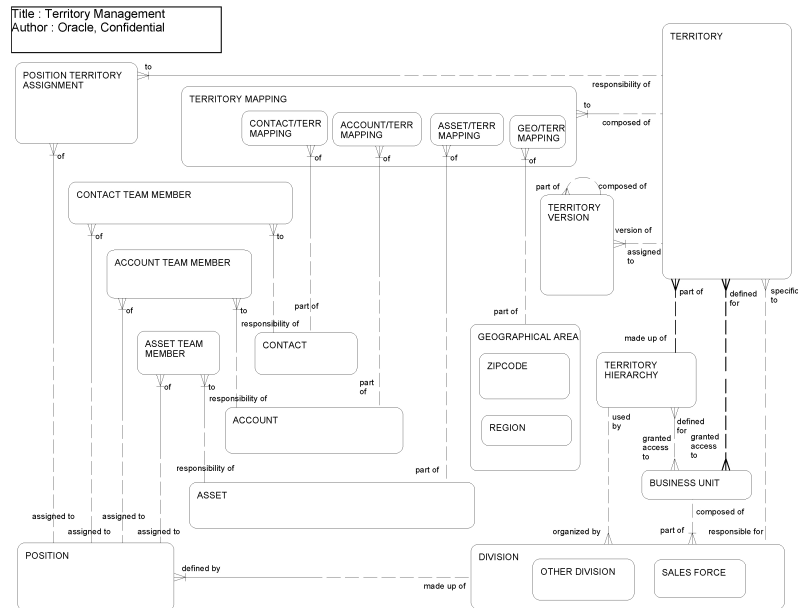 Title : Territory Management
Author : Oracle, Confidential
TERRITORY
POSITION TERRITORY
ASSIGNMENT
to
responsibility of
TERRITORY MAPPING
to
composed of
CONTACT/TERR
MAPPING
ACCOUNT/TERR
MAPPING
ASSET/TERR
MAPPING
GEO/TERR
MAPPING
of
of
of
of
of
part of
composed of
CONTACT TEAM MEMBER
TERRITORY
VERSION
of
to
version of
assigned
to
ACCOUNT TEAM MEMBER
part of
defined
for
specific
to
of
to
part of
part of
responsibility of
GEOGRAPHICAL AREA
made up of
ASSET TEAM
MEMBER
CONTACT
ZIPCODE
TERRITORY
HIERARCHY
of
to
part
of
responsibility of
used
by
defined
for
ACCOUNT
REGION
granted
access
to
granted
access
to
responsibility of
part of
ASSET
BUSINESS UNIT
composed of
assigned to
assigned to
assigned to
assigned to
organized by
part of
responsible for
POSITION
defined by
made up of
DIVISION
OTHER DIVISION
SALES FORCE